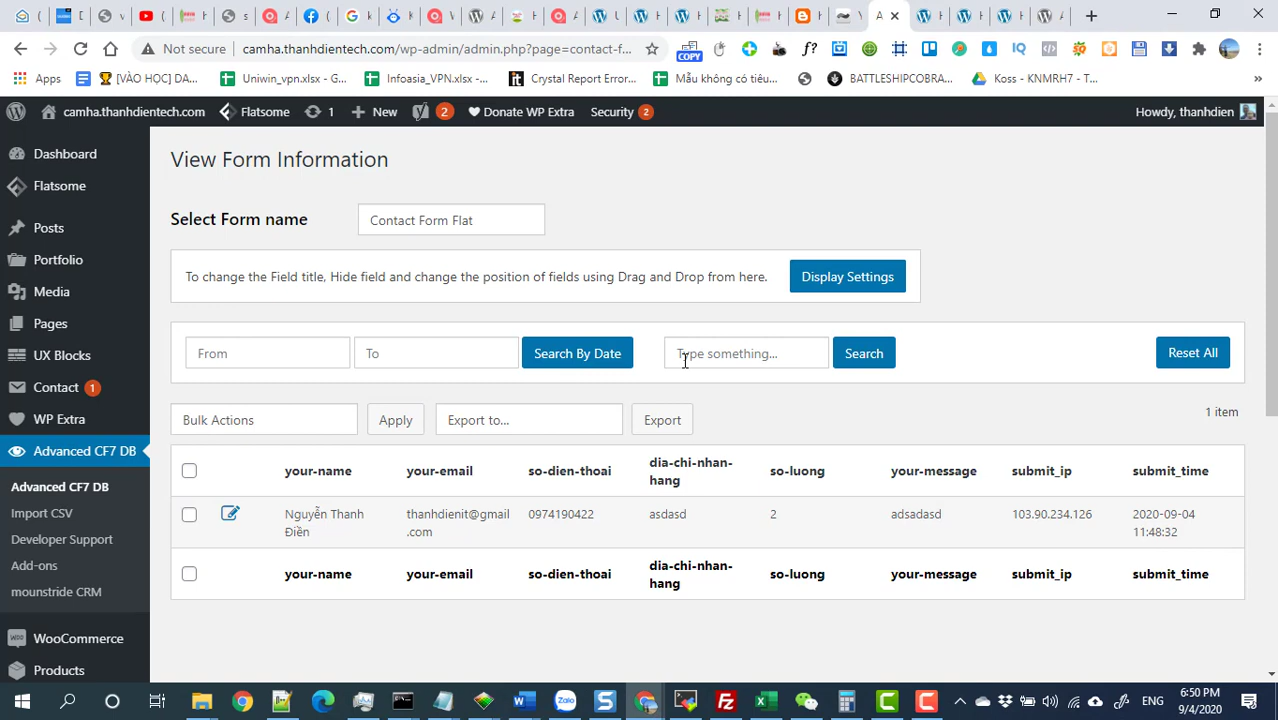 Not secure
camha.thanhdientech.com/wp-admin/admin.php?page=contact-f...
COPY
f?
IQ
Apps
[VÀO HỌC] DA...
Uniwin_vpn.xlsx - G...
Infoasia_VPN.xlsx -...
Crystal Report Error...
Mẫu không có tiêu...
BATTLESHIPCOBRA...
Koss - KNMRH7 - T...
»
camha.thanhdientech.com
Flatsome
1
New
2
Donate WP Extra
Security
2
Howdy, thanhdien
Dashboard
Flatsome
Posts
Portfolio
Media
Pages
UX Blocks
Contact
1
WP Extra
Advanced CF7 DB
Advanced CF7 DB
Import CSV
Developer Support
Add-ons
mounstride CRM
WooCommerce
Products
View Form Information
Select Form name
Contact Form Flat
To change the Field title, Hide field and change the position of fields using Drag and Drop from here.
Display Settings
From
To
Search By Date
Type something...
Search
Reset All
Bulk Actions
Apply
Export to...
Export
1 item
your-name
your-email
so-dien-thoai
dia-chi-nhan-
hang
so-luong
your-message
submit_ip
submit_time
Nguyễn Thanh
Điền
thanhdienit@gmail
.com
0974190422
asdasd
2
adsadasd
103.90.234.126
2020-09-04
11:48:32
your-name
your-email
so-dien-thoai
dia-chi-nhan-
hang
so-luong
your-message
submit_ip
submit_time
ENG
6:50 PM
9/4/2020